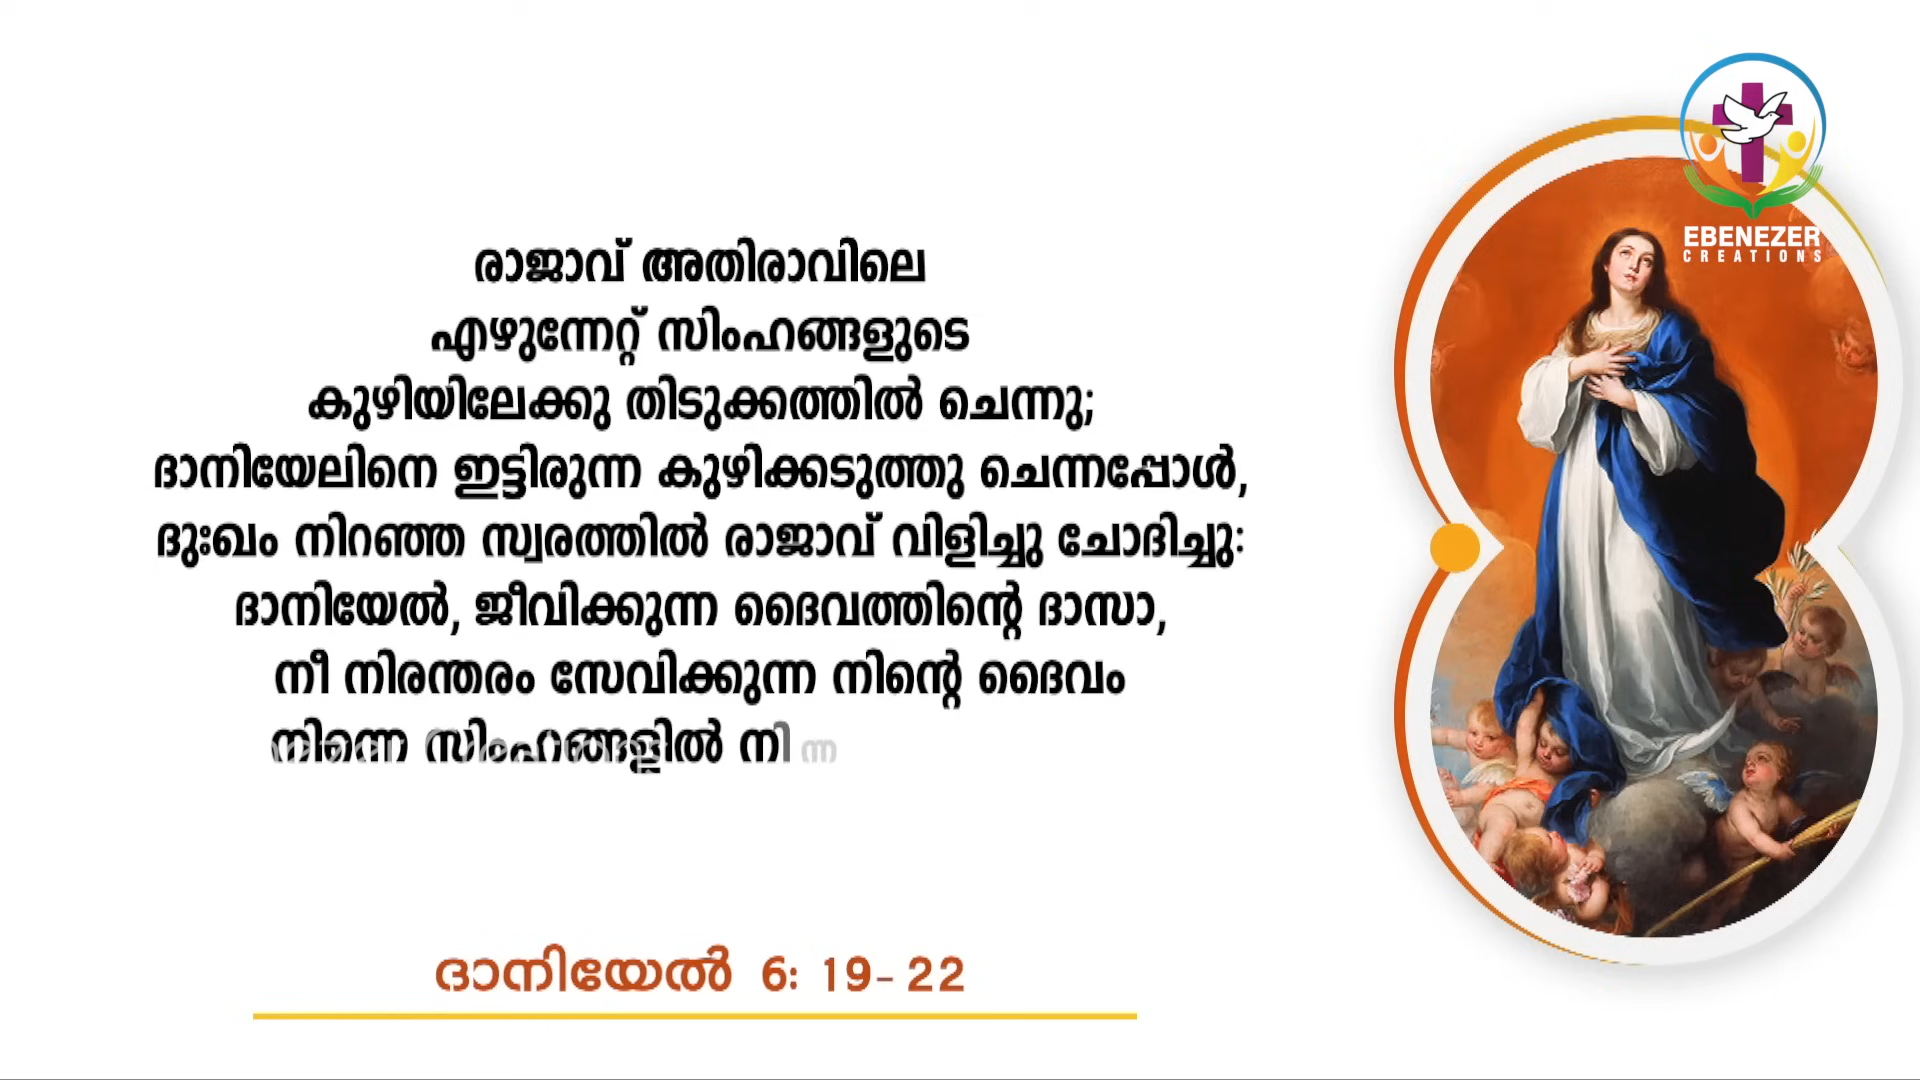 EBENEZER
CREATIONS
രാജാവ് അതിരാവിലെ
എഴുന്നേറ്റ് സിംഹങ്ങളുടെ
കുഴിയിലേക്കു തിടുക്കത്തിൽ ചെന്നു;
ദാനിയേലിനെ ഇട്ടിരുന്ന കുഴിക്കടുത്തു ചെന്നപ്പോൾ,
ദുഃഖം നിറഞ്ഞ സ്വരത്തിൽ രാജാവ് വിളിച്ചു ചോദിച്ചു:
ദാനിയേൽ, ജീവിക്കുന്ന ദൈവത്തിന്റെ ദാസാ,
നീ നിരന്തരം സേവിക്കുന്ന നിന്റെ ദൈവം
നിന്നെ സിംഹങ്ങളിൽ നിന്ന
ദാനിയേൽ 6: 19-22